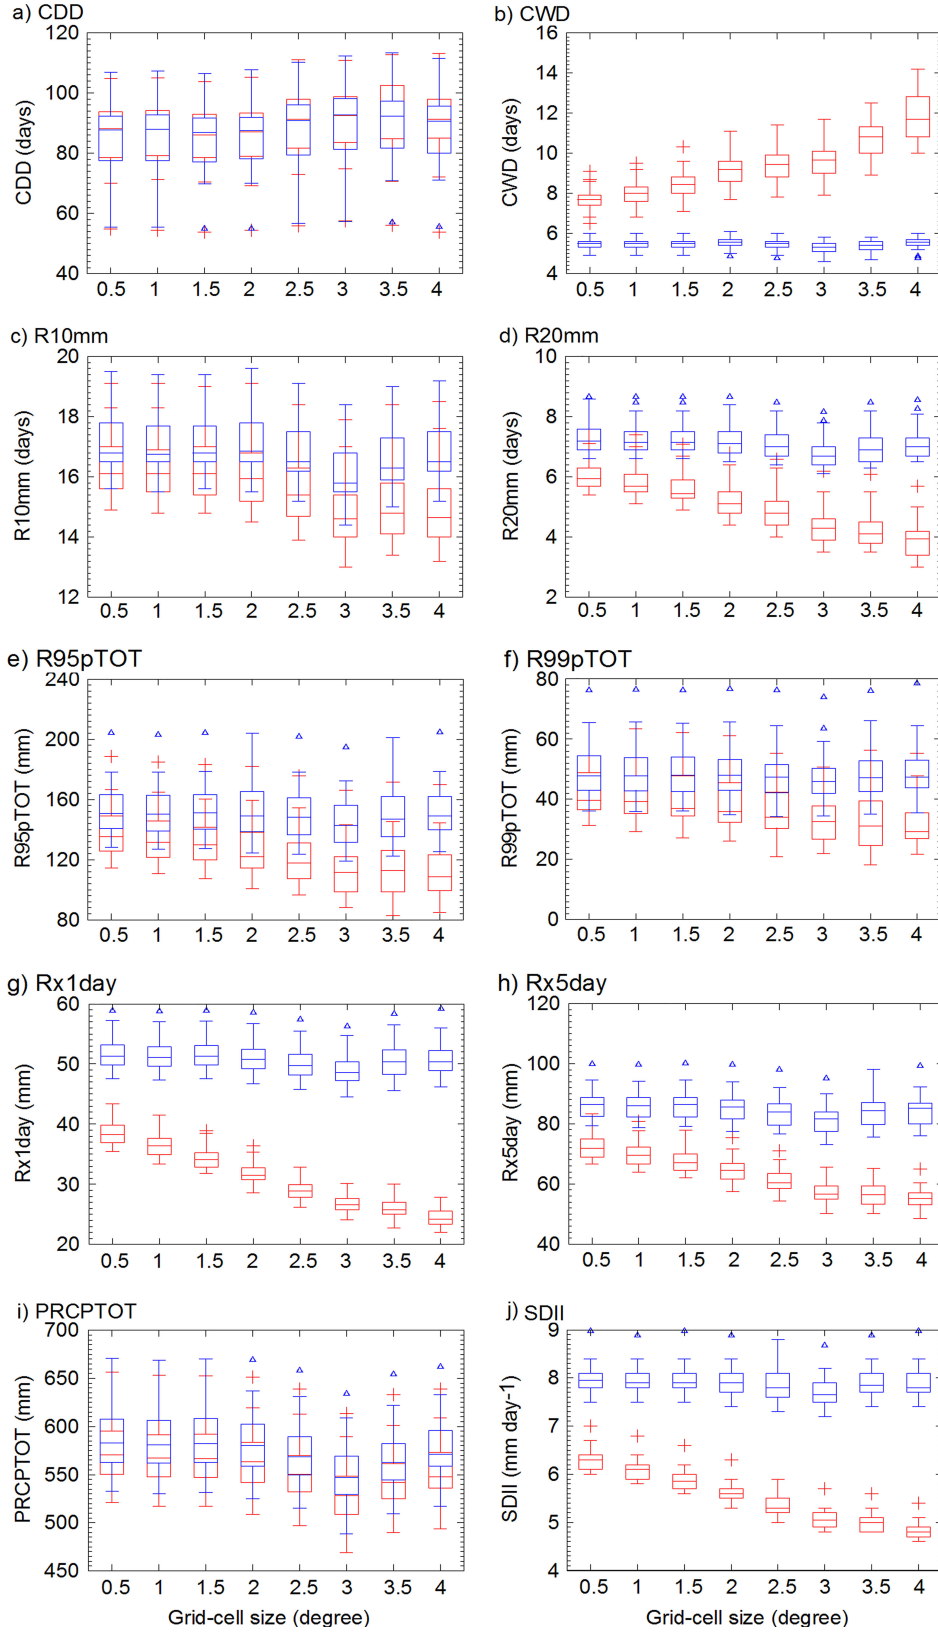 a) CDD
b) CWD
120
100
80
60
40
CDD (days)
0.5 1 1.5 2 2.5 3 3.5 4
16
14
12
10
8
6
4
CWD (days)
0.5 1 1.5 2 2.5 3 3.5 4
c) R10mm
d) R20mm
20
18
16
14
12
R10mm (days)
0.5 1 1.5 2 2.5 3 3.5 4
10
8
6
4
2
R20mm (days)
0.5 1 1.5 2 2.5 3 3.5 4
e) R95pTOT
f) R99pTOT
240
200
160
120
80
R95pTOT (mm)
0.5 1 1.5 2 2.5 3 3.5 4
80
60
40
20
0
R99pTOT (mm)
0.5 1 1.5 2 2.5 3 3.5 4
g) Rx1day
h) Rx5day
60
50
40
30
20
Rx1day (mm)
0.5 1 1.5 2 2.5 3 3.5 4
120
100
80
60
40
Rx5day (mm)
0.5 1 1.5 2 2.5 3 3.5 4
i) PRCPTOT
j) SDII
700
650
600
550
500
450
PRCPTOT (mm)
0.5 1 1.5 2 2.5 3 3.5 4
Grid-cell size (degree)
9
8
7
6
5
4
SDII (mm day-1)
0.5 1 1.5 2 2.5 3 3.5 4
Grid-cell size (degree)